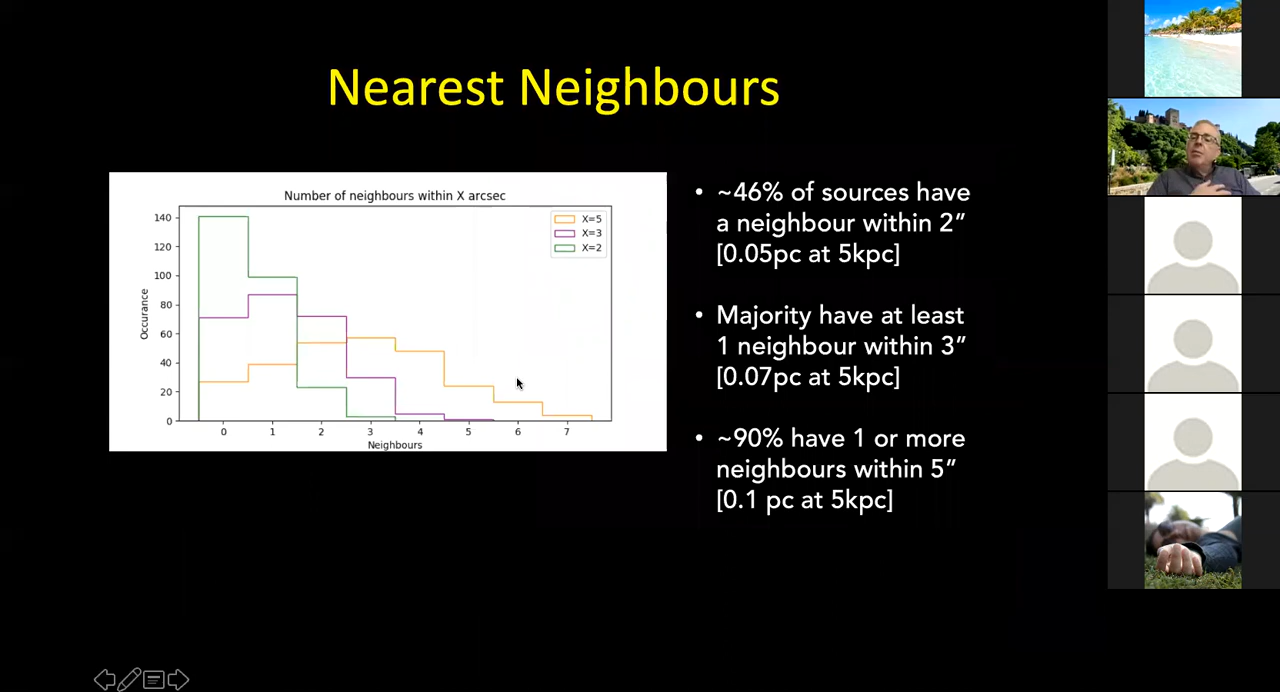 Nearest Neighbours
Number of neighbours within X arcsec
X=5
X=3
X=2
140
120
100
80
60
40
20
0
Occurance
0 1 2 3 4 5 6 7
Neighbours
• ~46% of sources have
a neighbour within 2”
[0.05pc at 5kpc]
• Majority have at least
1 neighbour within 3”
[0.07pc at 5kpc]
• ~90% have 1 or more
neighbours within 5”
[0.1 pc at 5kpc]